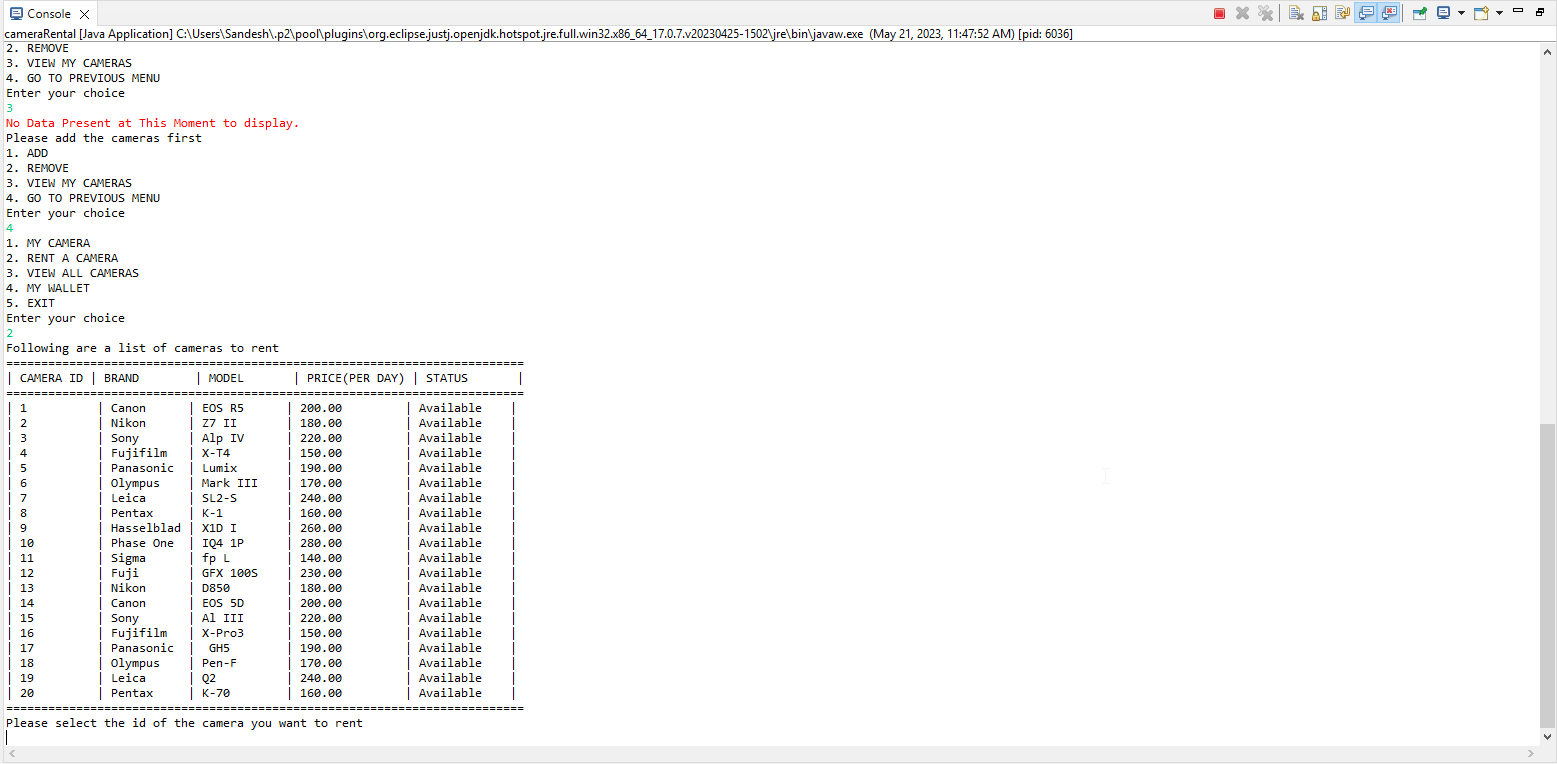 Console
cameraRental [Java Application] C:\Users\Sandesh\.p2\pool\plugins\org.eclipse.justj.openjdk.hotspot.jre.full.win32.x86_64_17.0.7.v20230425-1502\jre\bin\javaw.exe (May 21, 2023, 11:47:52 AM) [pid: 6036]
2. REMOVE
3. VIEW MY CAMERAS
4. GO TO PREVIOUS MENU
Enter your choice
3
No Data Present at This Moment to display.
Please add the cameras first
1. ADD
2. REMOVE
3. VIEW MY CAMERAS
4. GO TO PREVIOUS MENU
Enter your choice
4
1. MY CAMERA
2. RENT A CAMERA
3. VIEW ALL CAMERAS
4. MY WALLET
5. EXIT
Enter your choice
2
Following are a list of cameras to rent
==========================================================================
| CAMERA ID | BRAND        | MODEL       | PRICE(PER DAY) | STATUS       |
==========================================================================
| 1          | Canon      | EOS R5      | 200.00         | Available    |
| 2          | Nikon      | Z7 II       | 180.00         | Available    |
| 3          | Sony       | Alp IV      | 220.00         | Available    |
| 4          | Fujifilm   | X-T4        | 150.00         | Available    |
| 5          | Panasonic  | Lumix       | 190.00         | Available    |
| 6          | Olympus    | Mark III    | 170.00         | Available    |
| 7          | Leica      | SL2-S       | 240.00         | Available    |
| 8          | Pentax     | K-1         | 160.00         | Available    |
| 9          | Hasselblad | X1D I       | 260.00         | Available    |
| 10         | Phase One  | IQ4 1P      | 280.00         | Available    |
| 11         | Sigma      | fp L        | 140.00         | Available    |
| 12         | Fuji       | GFX 100S    | 230.00         | Available    |
| 13         | Nikon      | D850        | 180.00         | Available    |
| 14         | Canon      | EOS 5D      | 200.00         | Available    |
| 15         | Sony       | Al III      | 220.00         | Available    |
| 16         | Fujifilm   | X-Pro3      | 150.00         | Available    |
| 17         | Panasonic  |  GH5        | 190.00         | Available    |
| 18         | Olympus    | Pen-F       | 170.00         | Available    |
| 19         | Leica      | Q2          | 240.00         | Available    |
| 20         | Pentax     | K-70        | 160.00         | Available    |
==========================================================================
Please select the id of the camera you want to rent